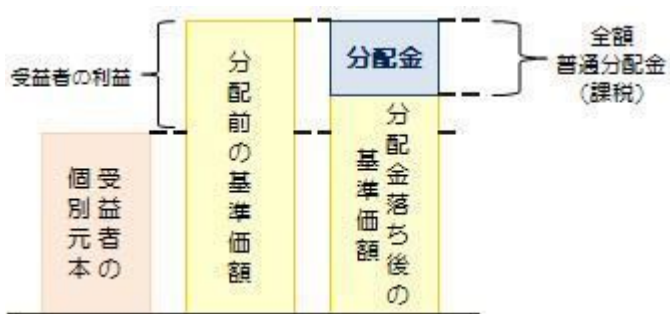 受益者の利益
受益者の
個別元本
分配前の基準価額
分配金
分配金落ち後の
基準価額
全額
普通分配金
(課税)